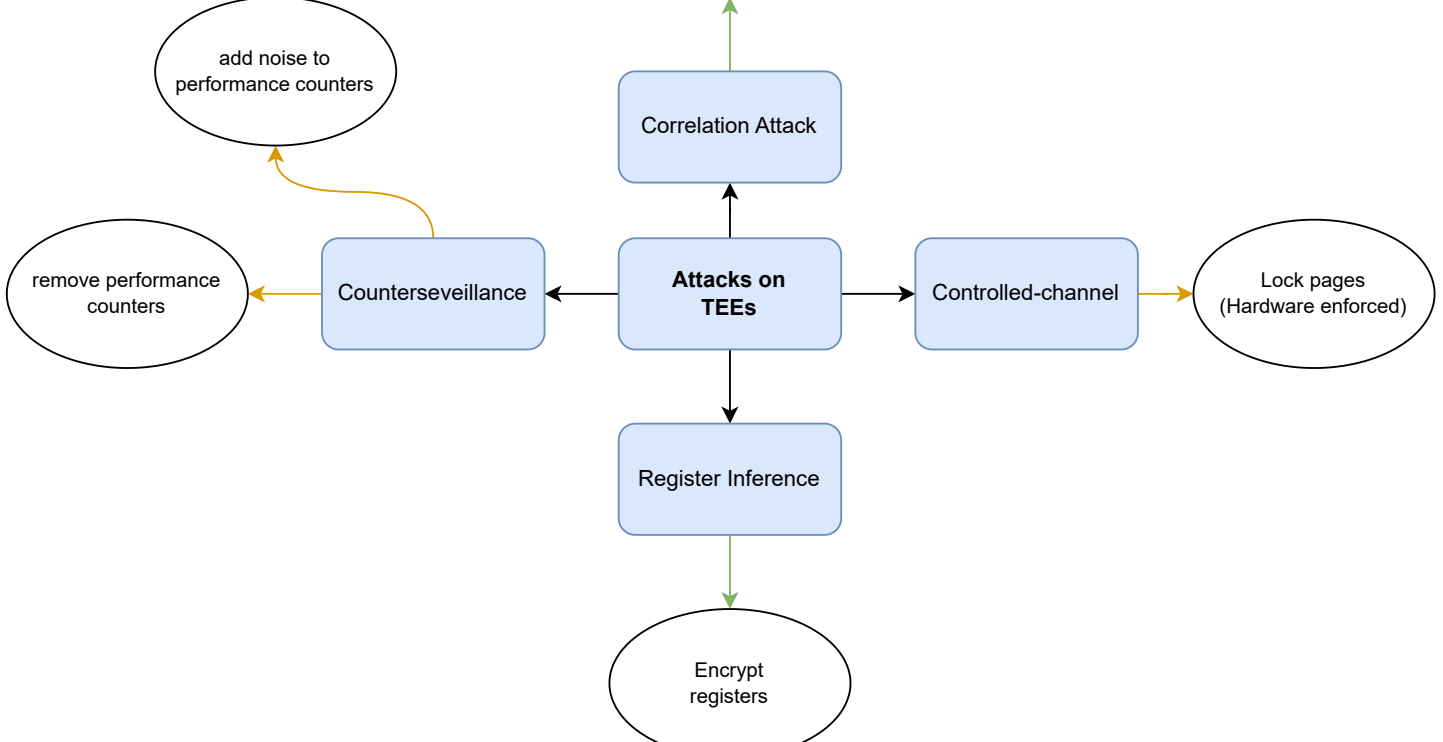 add noise to
performance counters
Correlation Attack
remove performance
counters
Counterseveillance
Attacks on
TEEs
Controlled-channel
Lock pages
(Hardware enforced)
Register Inference
Encrypt
registers